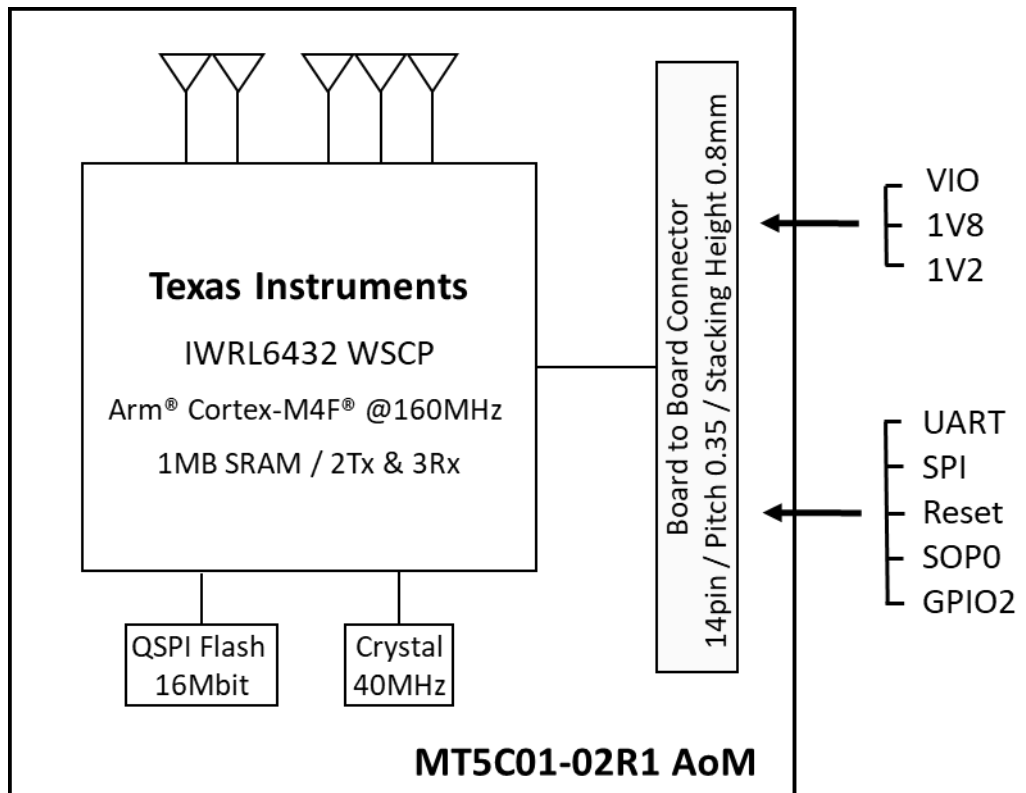 Texas Instruments
IWRL6432 WSCP
Arm® Cortex-M4F® @160MHz
1MB SRAM / 2Tx & 3Rx
QSPI Flash
16Mbit
Crystal
40MHz
Board to Board Connector
14pin / Pitch 0.35 / Stacking Height 0.8mm
VIO
1V8
1V2
UART
SPI
Reset
SOP0
GPIO2
MT5C01-02R1 AoM